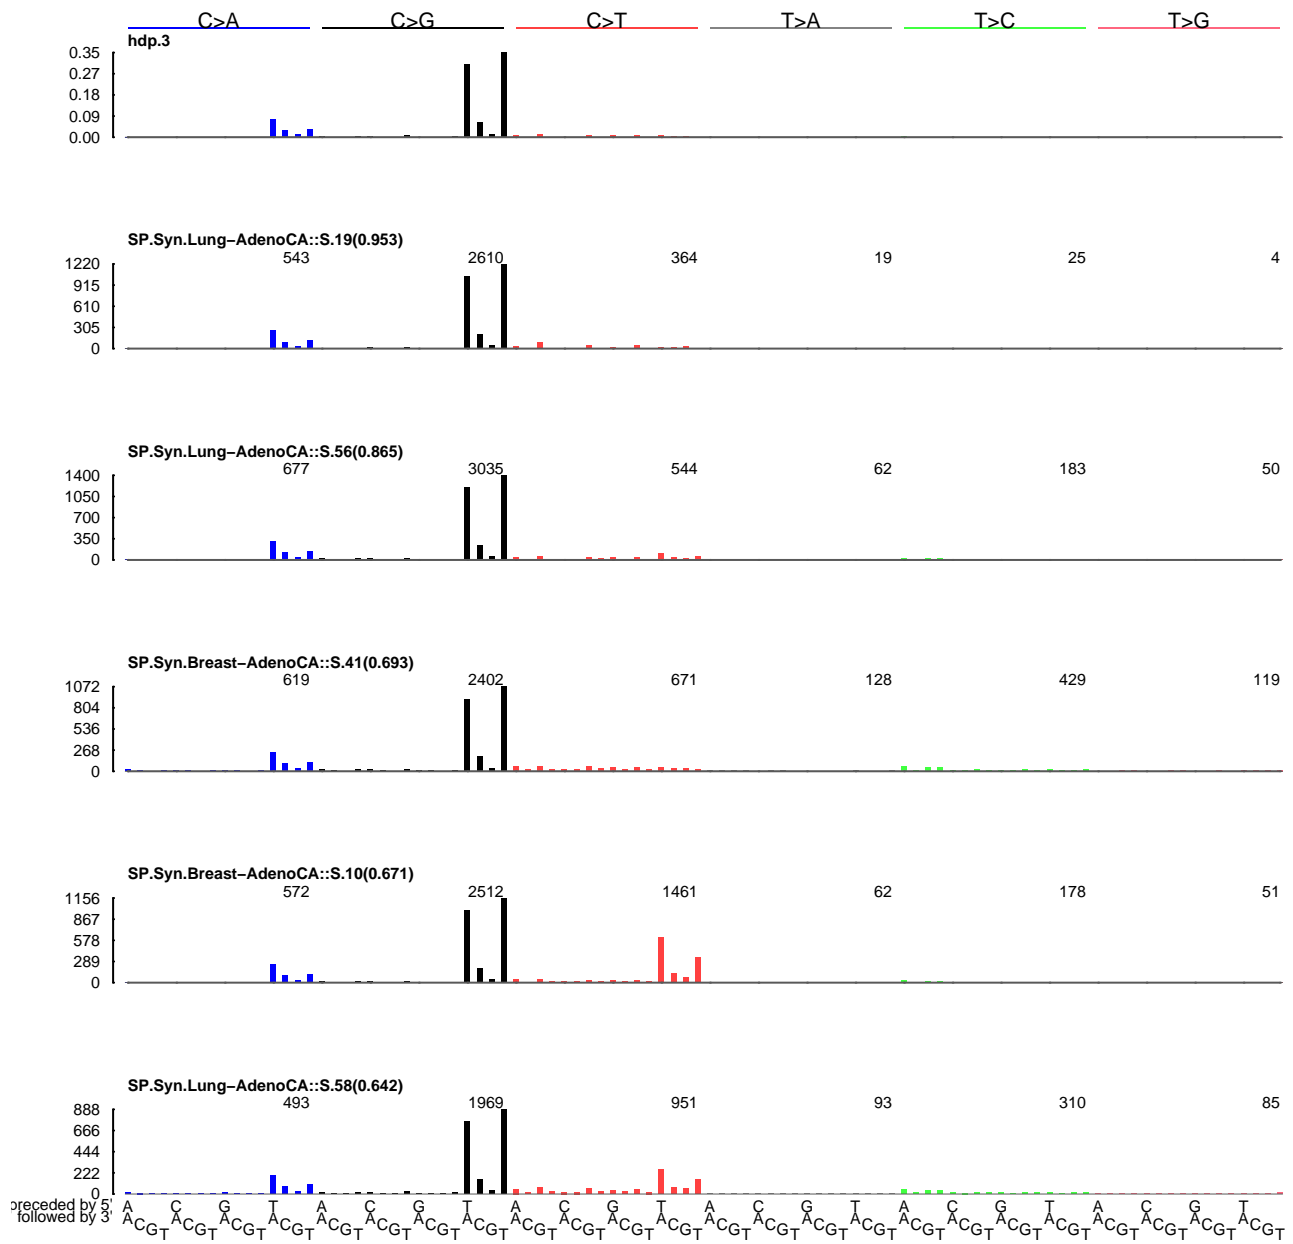 C>A C>G C>T T>A T>C T>G
hdp.3
0.35
0.27
0.18
0.09
0.00
SP.Syn.Lung−AdenoCA::S.19(0.953)
543 2610 364 19 25 4
1220
915
610
305
0
SP.Syn.Lung−AdenoCA::S.56(0.865)
677 3035 544 62 183 50
1400
1050
700
350
0
SP.Syn.Breast−AdenoCA::S.41(0.693)
619 2402 671 128 429 119
1072
804
536
268
0
SP.Syn.Breast−AdenoCA::S.10(0.671)
572 2512 1461 62 178 51
1156
867
578
289
0
SP.Syn.Lung−AdenoCA::S.58(0.642)
493 1969 951 93 310 85
888
666
444
222
0
preceded by 5' A C G T A C G T A C G T A C G T A C G T A C G T
followed by 3' A C G T A C G T A C G T A C G T A C G T A C G T A C G T A C G T A C G T A C G T A C G T A C G T A C G T A C G T A C G T A C G T A C G T A C G T A C G T A C G T A C G T A C G T A C G T A C G T